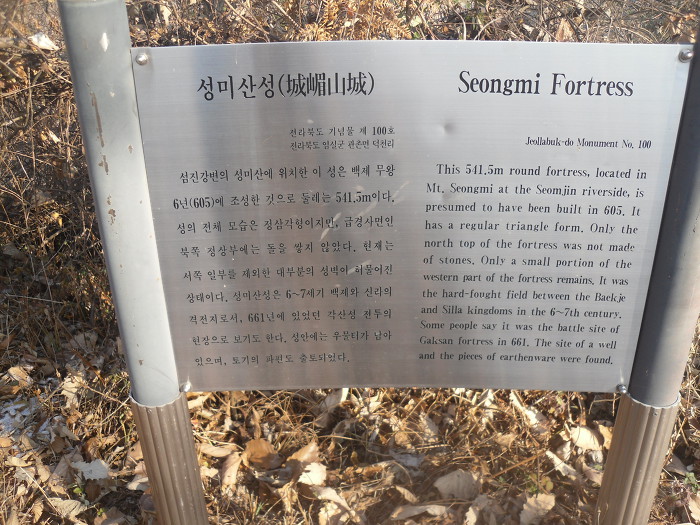 성미산성(城嵋山城)
전라북도 기념물 제 100호
전라북도 임실군 관촌면 덕천리
섬진강변의 성미산에 위치한 이 성은 백제 무왕
6년(605)에 조성한 것으로 둘레는 541.5m이다.
성의 전체 모습은 정삼각형이지만, 급경사면인
북쪽 정상부에는 돌을 쌓지 않았다. 현재는
서쪽 일부를 제외한 대부분의 성벽이 허물어진
상태이다. 성미산성은 6~7세기 백제와 신라의
격전지로서, 661년에 있었던 각산성 전투의
현장으로 보기도 한다. 성안에는 우물터가 남아
있으며, 토기의 파편도 출토되었다.
Seongmi Fortress
Jeollabuk-do Monument No. 100
This 541.5m round fortress, located in
Mt. Seongmi at the Seomjin riverside, is
presumed to have been built in 605. It
has a regular triangle form. Only the
north top of the fortress was not made
of stones. Only a small portion of the
western part of the fortress remains. It was
the hard-fought field between the Baekje
and Silla kingdoms in the 6~7th century.
Some people say it was the battle site of
Gaksan fortress in 661. The site of a well
and the pieces of earthenware were found.